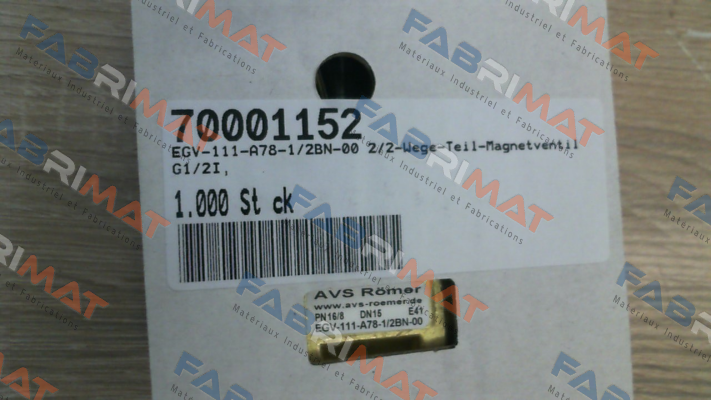 70001152
EGV-111-A78-1/2BN-00 2/2-Wege-Teil-Magnetventil
G1/2I,
1.000 St ck
AVS Römer
www.avs-roemer.de
PN16/8 DN15 E41
EGV-111-A78-1/2BN-00
FABRIMAT
Materiaux Industriel et Fabrications